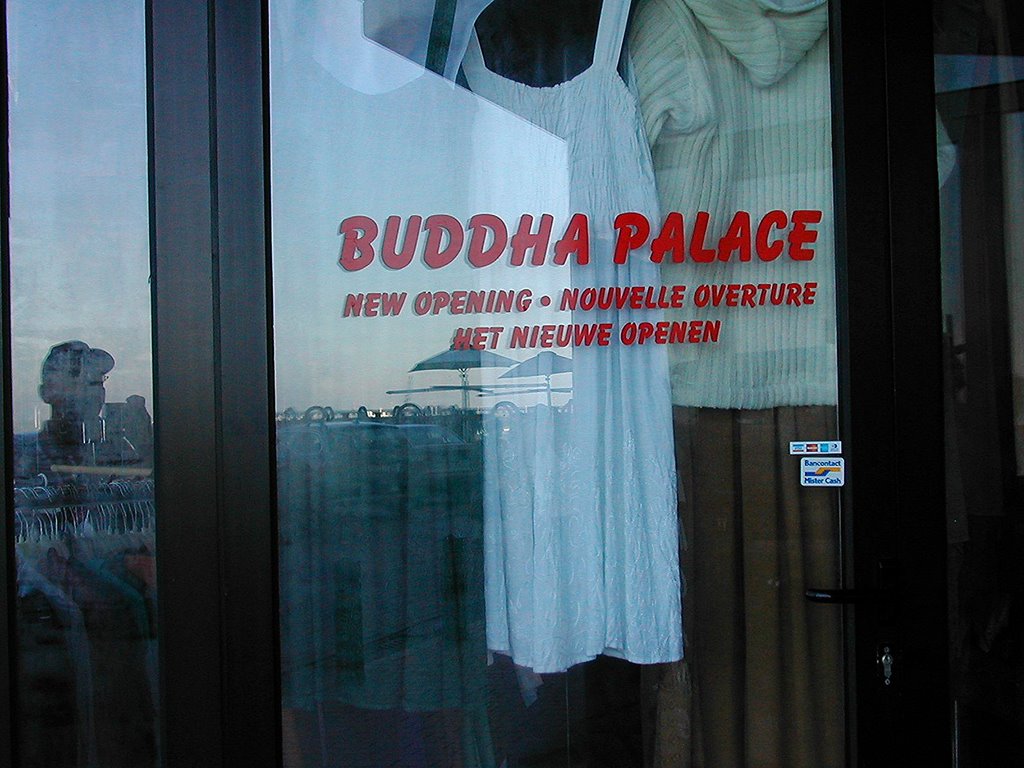 BUDDHA PALACE
NEW OPENING • NOUVELLE OVERTURE
HET NIEUWE OPENEN
Bancontact
Mister Cash